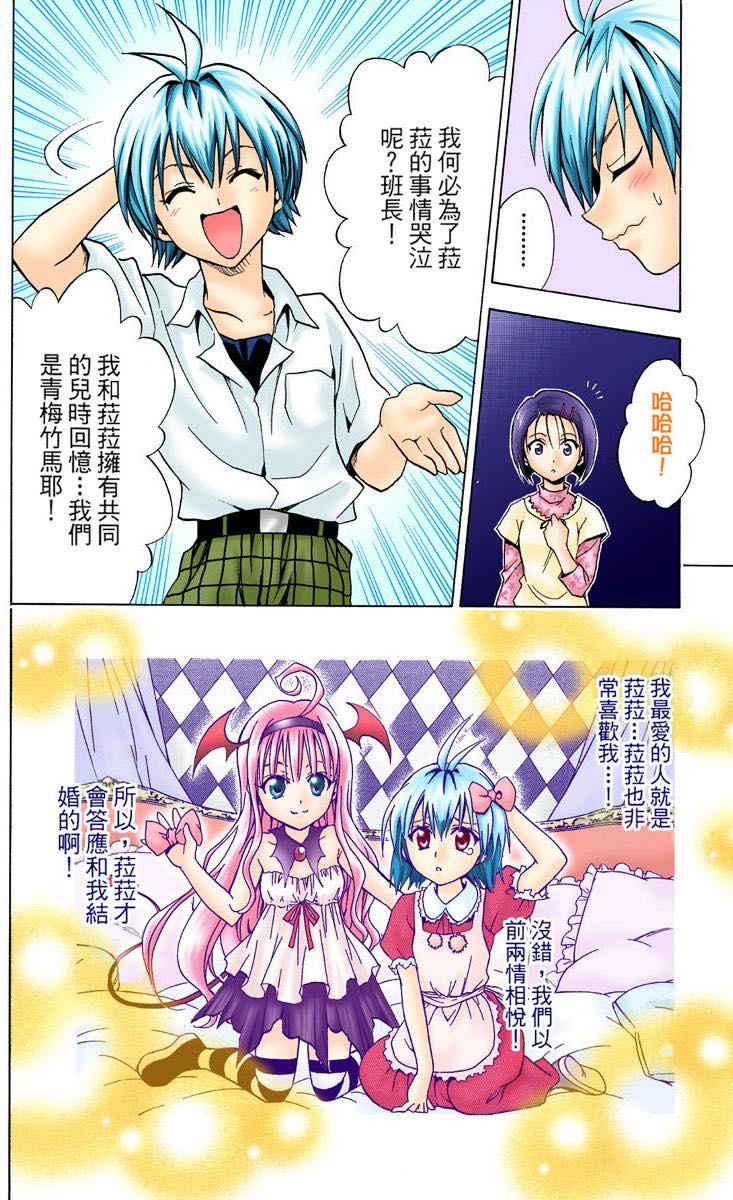 ………
哈哈哈！
我何必為了菈
菈的事情哭泣
呢？班長！
我和菈菈擁有共同
的兒時回憶…我們
是青梅竹馬耶！
我最愛的人就是
菈菈…菈菈也非
常喜歡我…！
沒錯，我們以
前兩情相悅！
所以，菈菈才
會答應和我結
婚的啊！